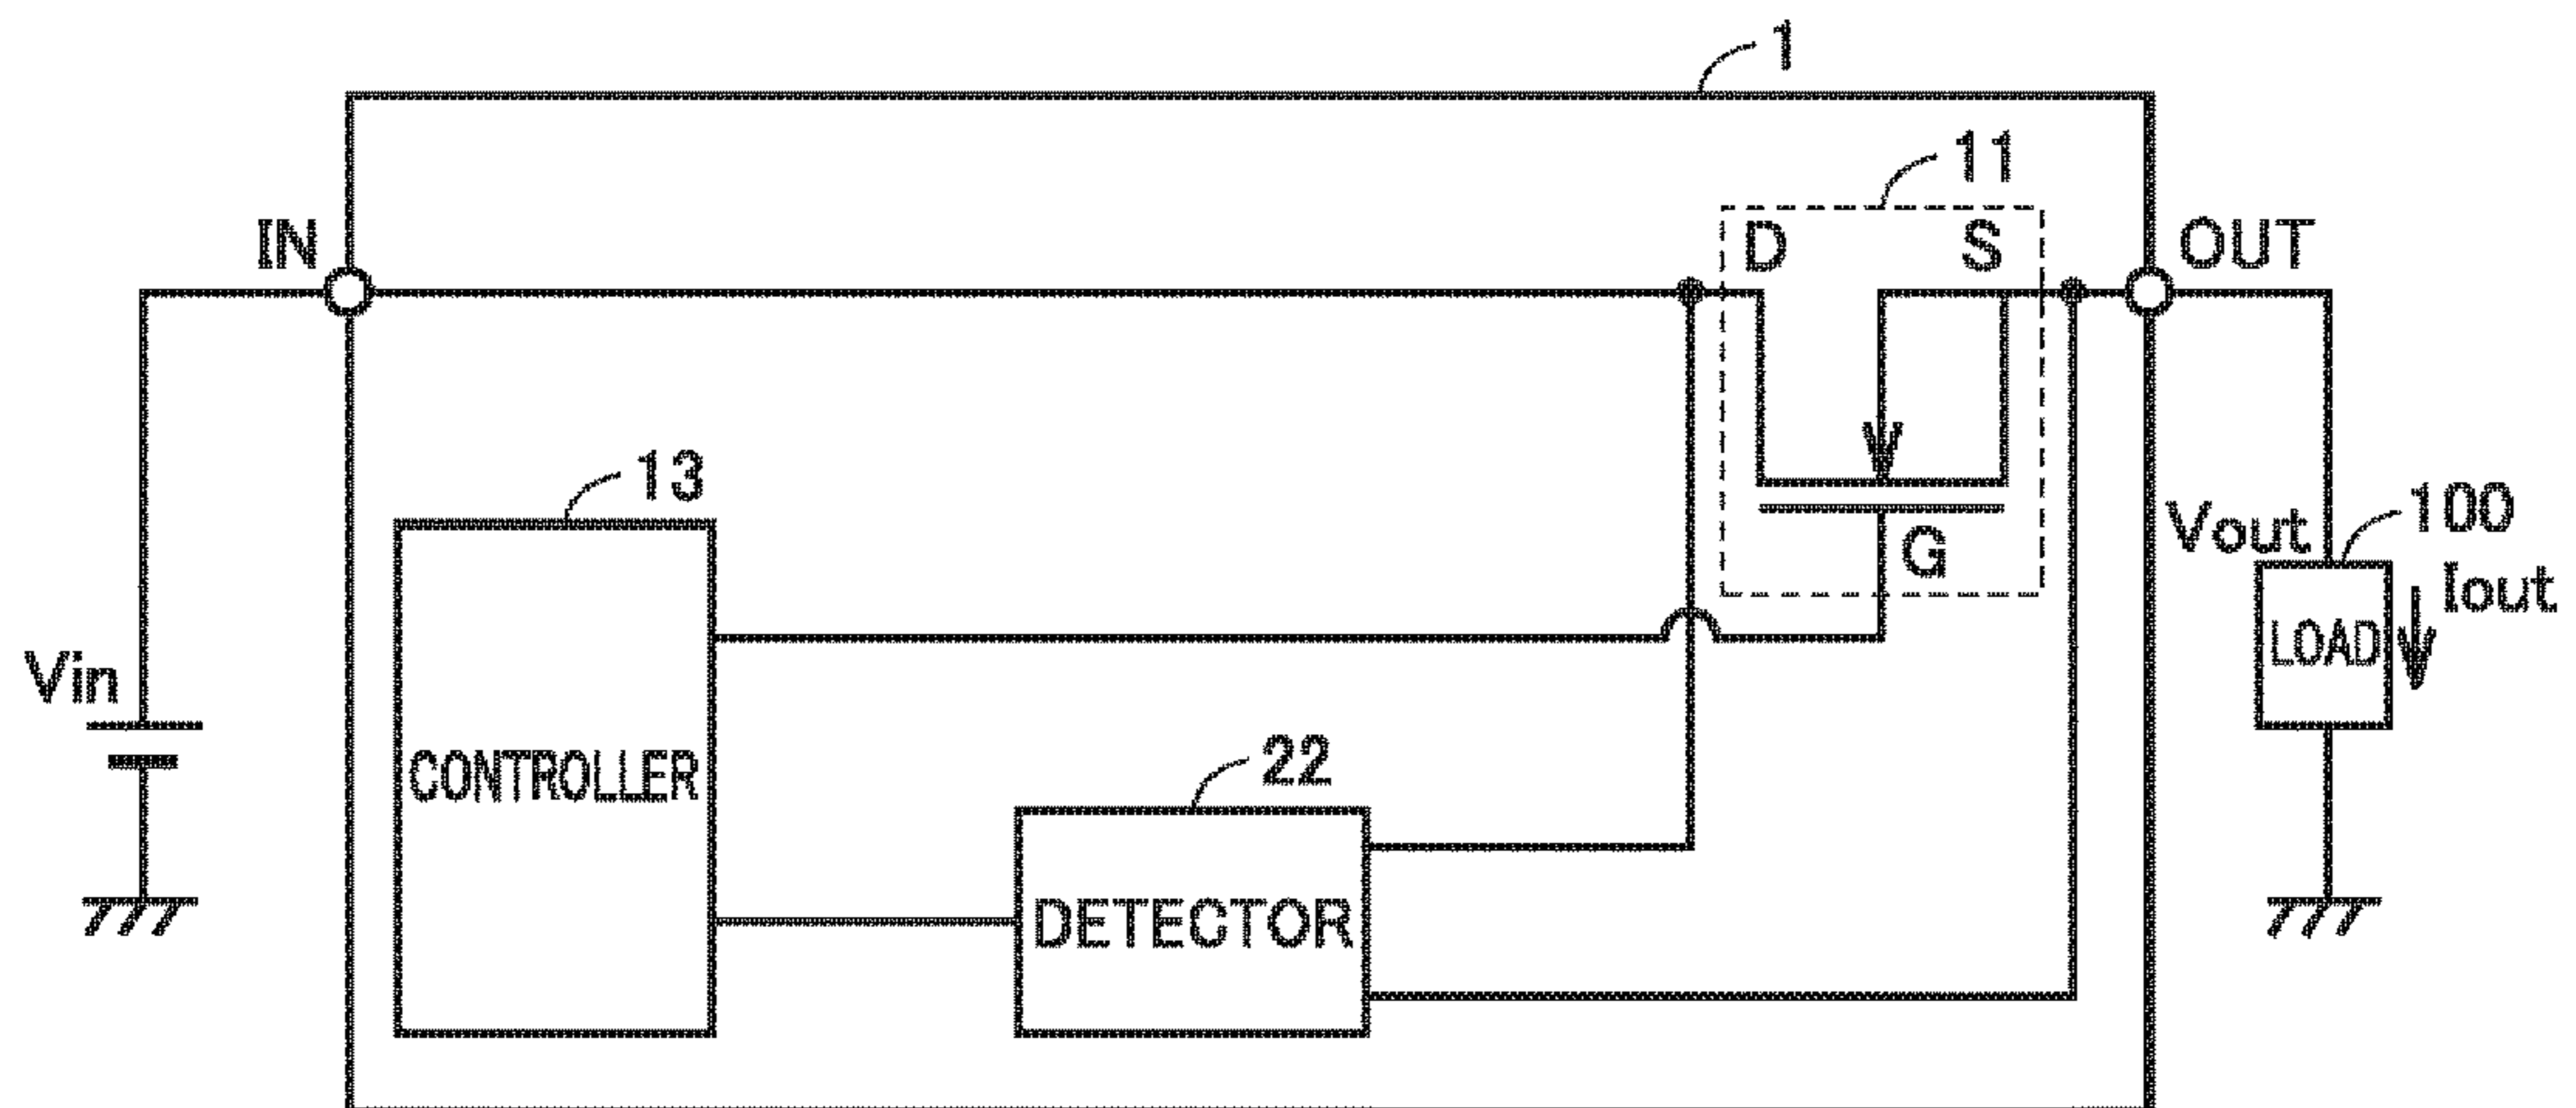 1
11
IN
D
S
OUT
13
G
Vout
100
Iout
LOAD
Vin
CONTROLLER
22
DETECTOR